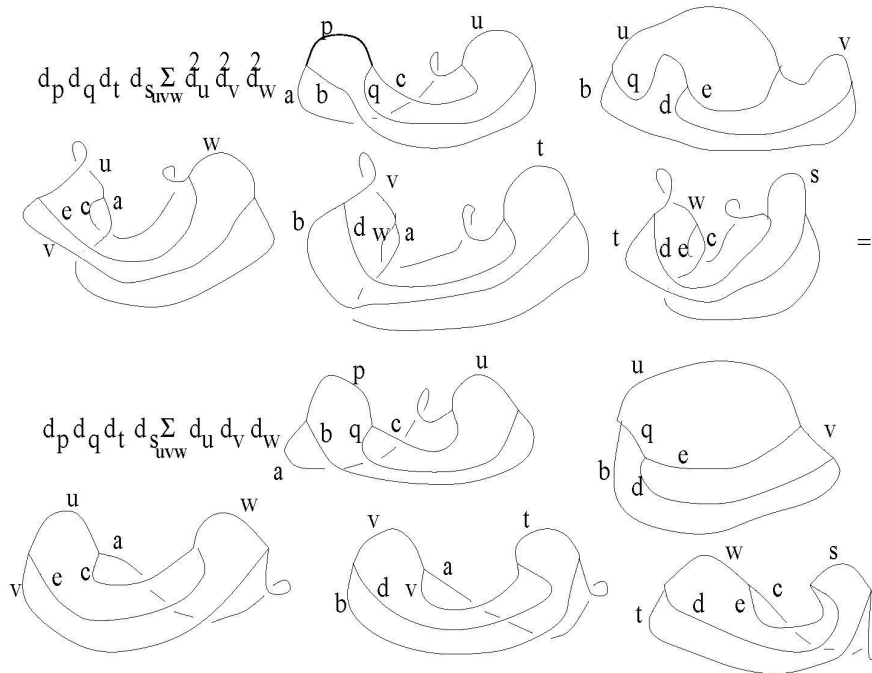 d_p d_q d_t d_s Σ_uvw d_u^2 d_v^2 d_w^2
p u
a b q c
u v
b q d e
u w
e c a
v
v t
b d w a
w s
t d e c =
d_p d_q d_t d_s Σ_uvw d_u d_v d_w
p u
b q c
a
u v
q e
b d
u w
a
v e c
v t
a
b d v
w s
c
t d e